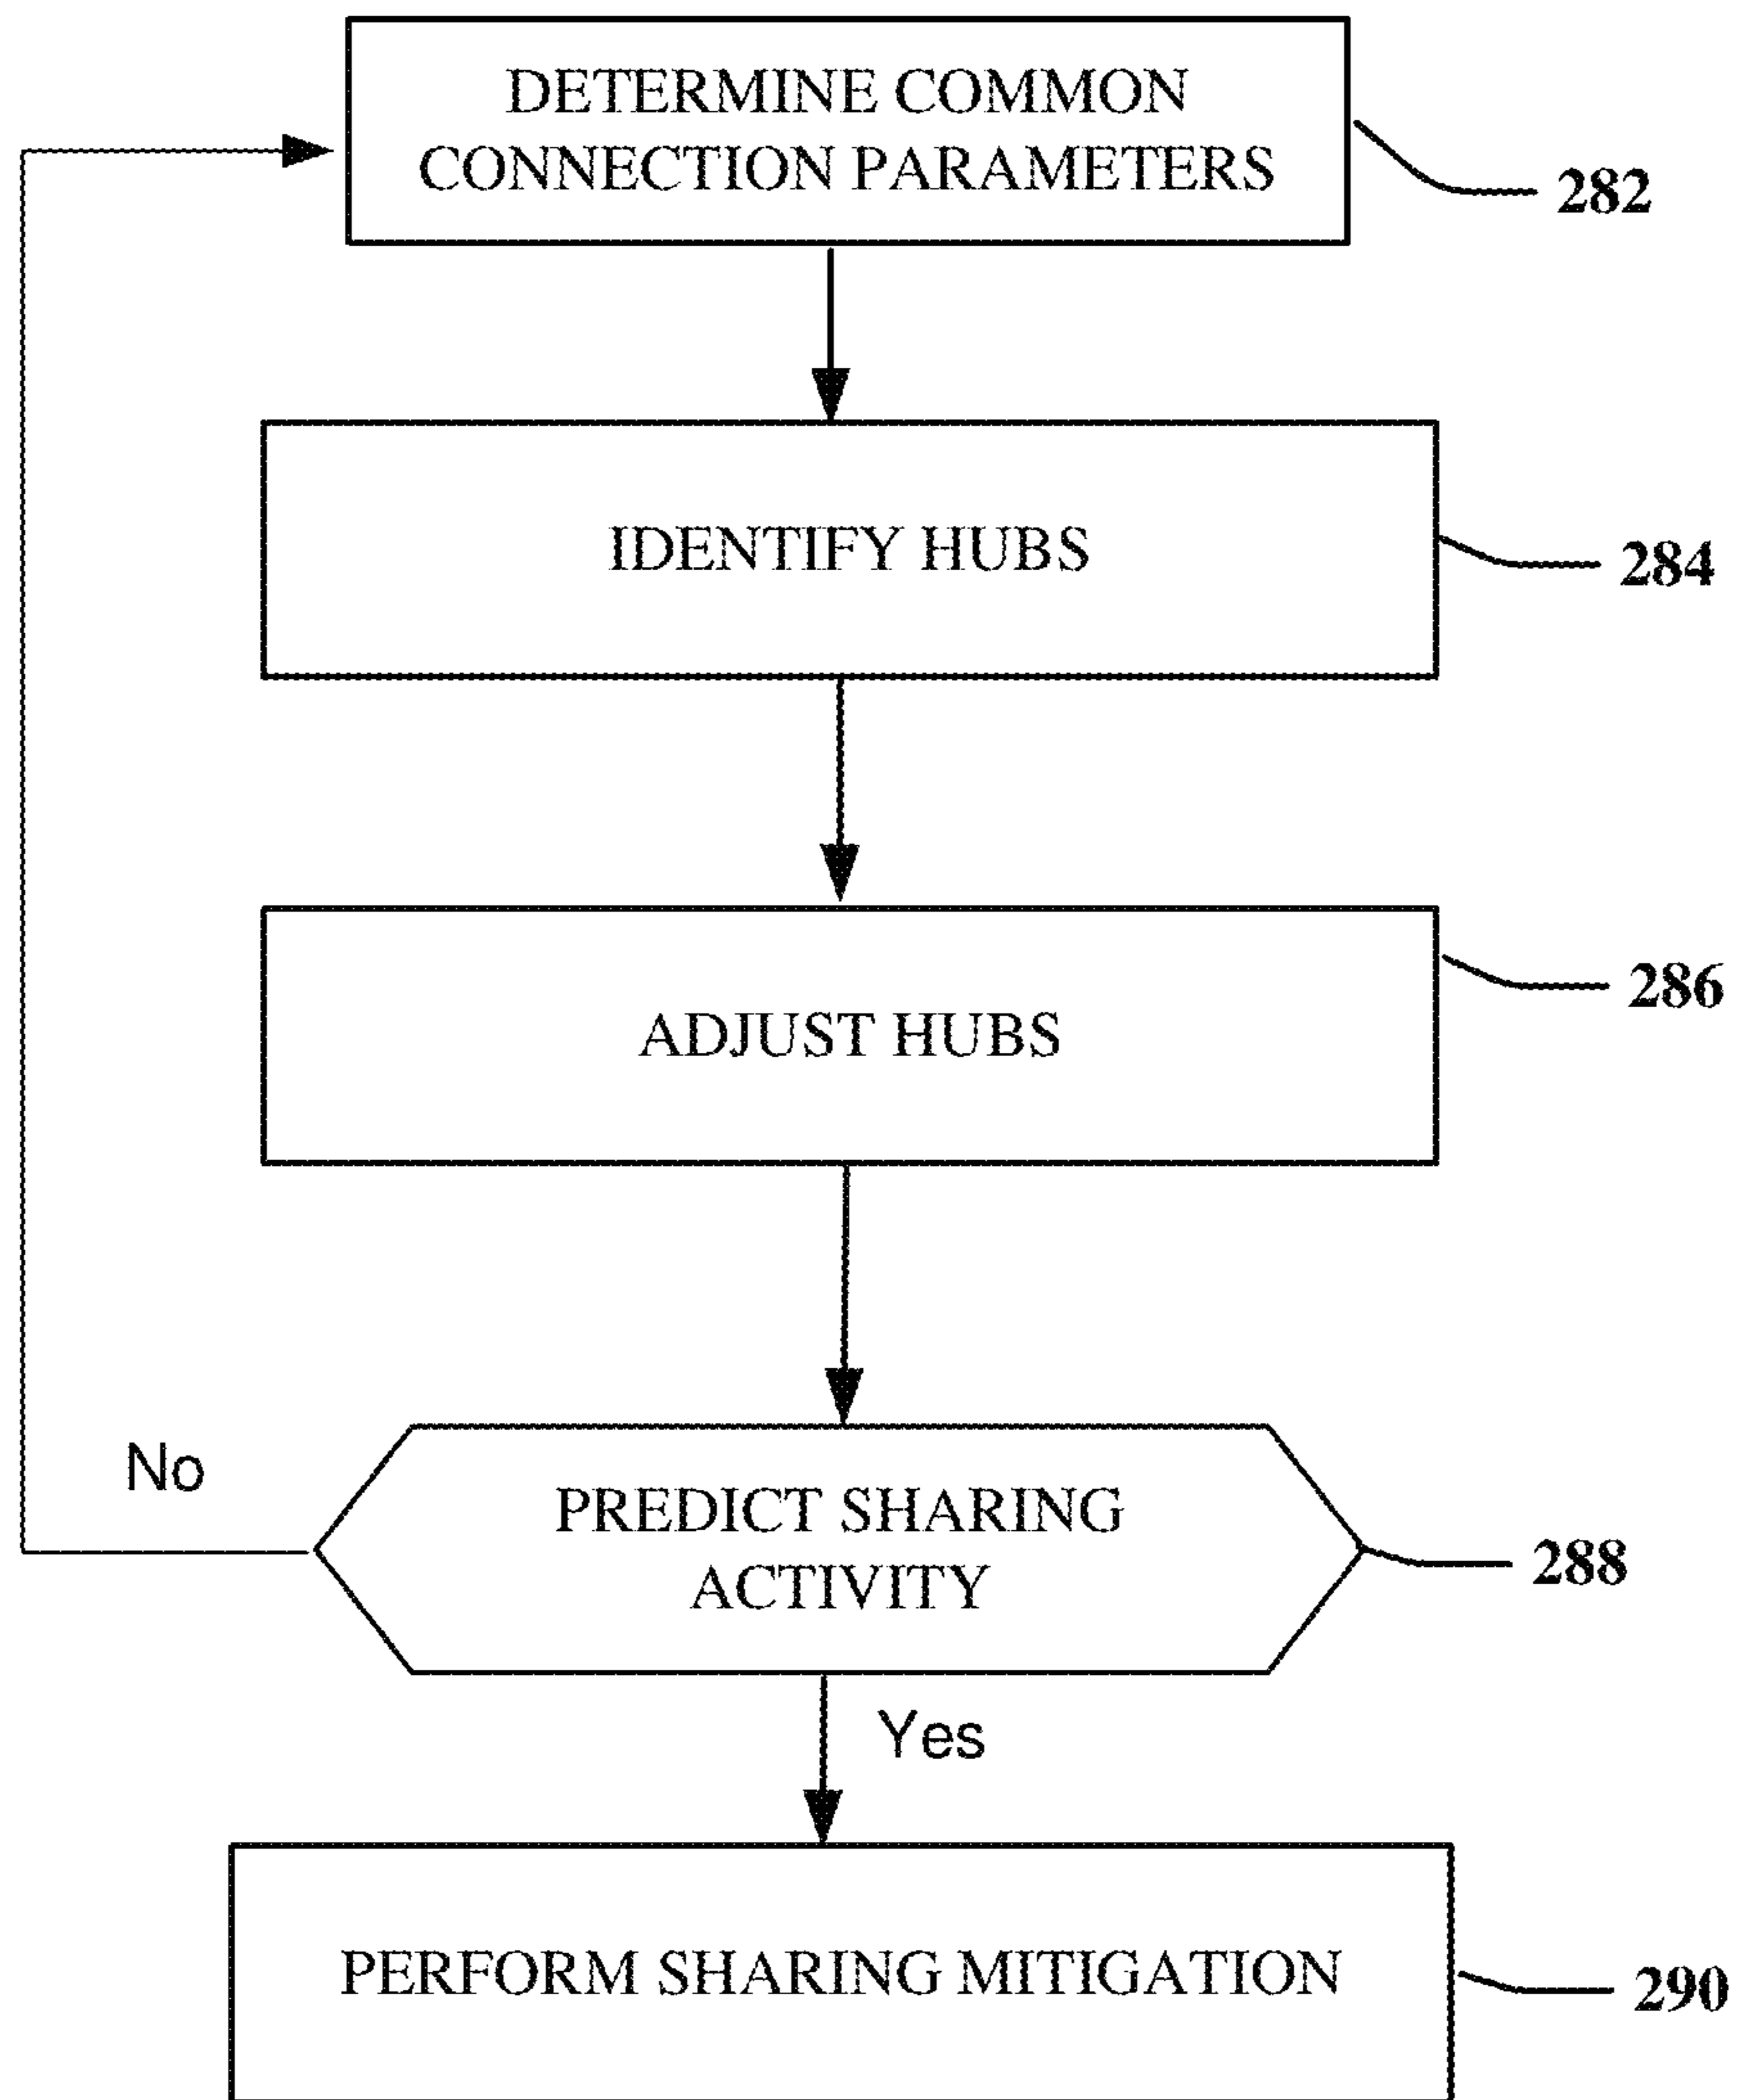 DETERMINE COMMON
CONNECTION PARAMETERS
282
IDENTIFY HUBS
284
ADJUST HUBS
286
No
PREDICT SHARING
ACTIVITY
288
Yes
PERFORM SHARING MITIGATION
290